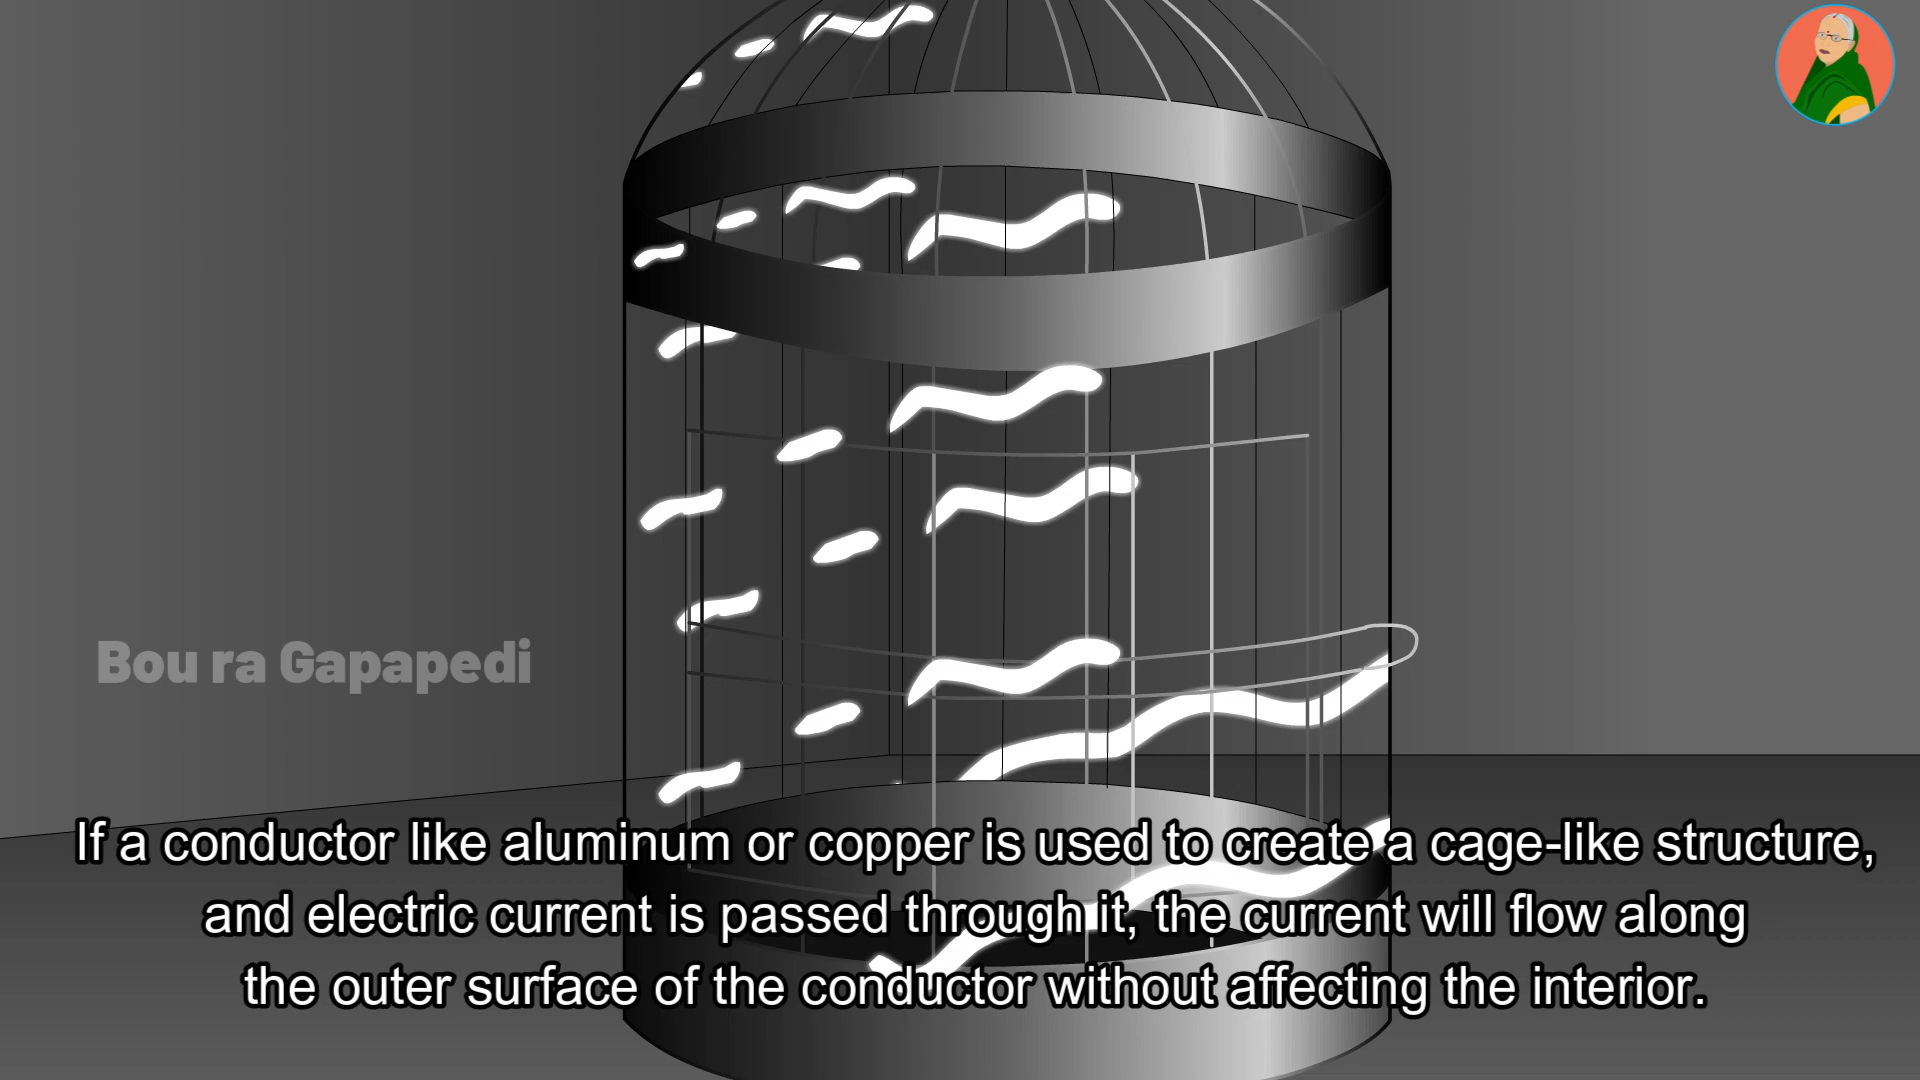 Bou ra Gapapedi
If a conductor like aluminum or copper is used to create a cage-like structure,
and electric current is passed through it, the current will flow along
the outer surface of the conductor without affecting the interior.